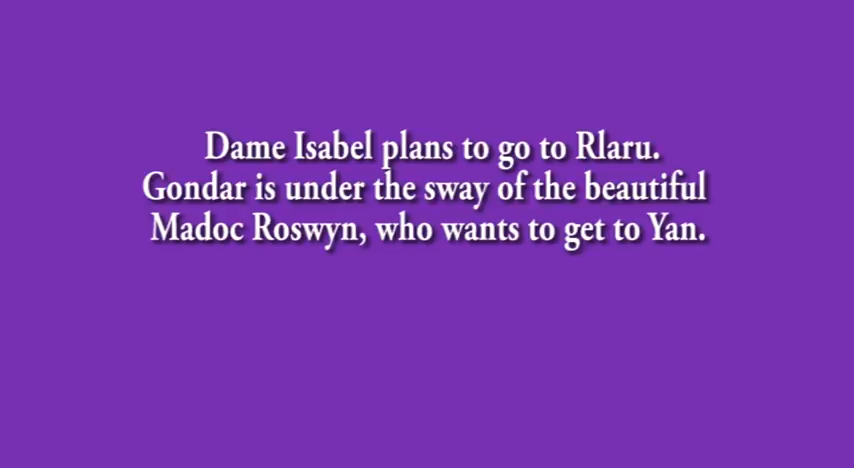 Dame Isabel plans to go to Rlaru.
Gondar is under the sway of the beautiful
Madoc Roswyn, who wants to get to Yan.